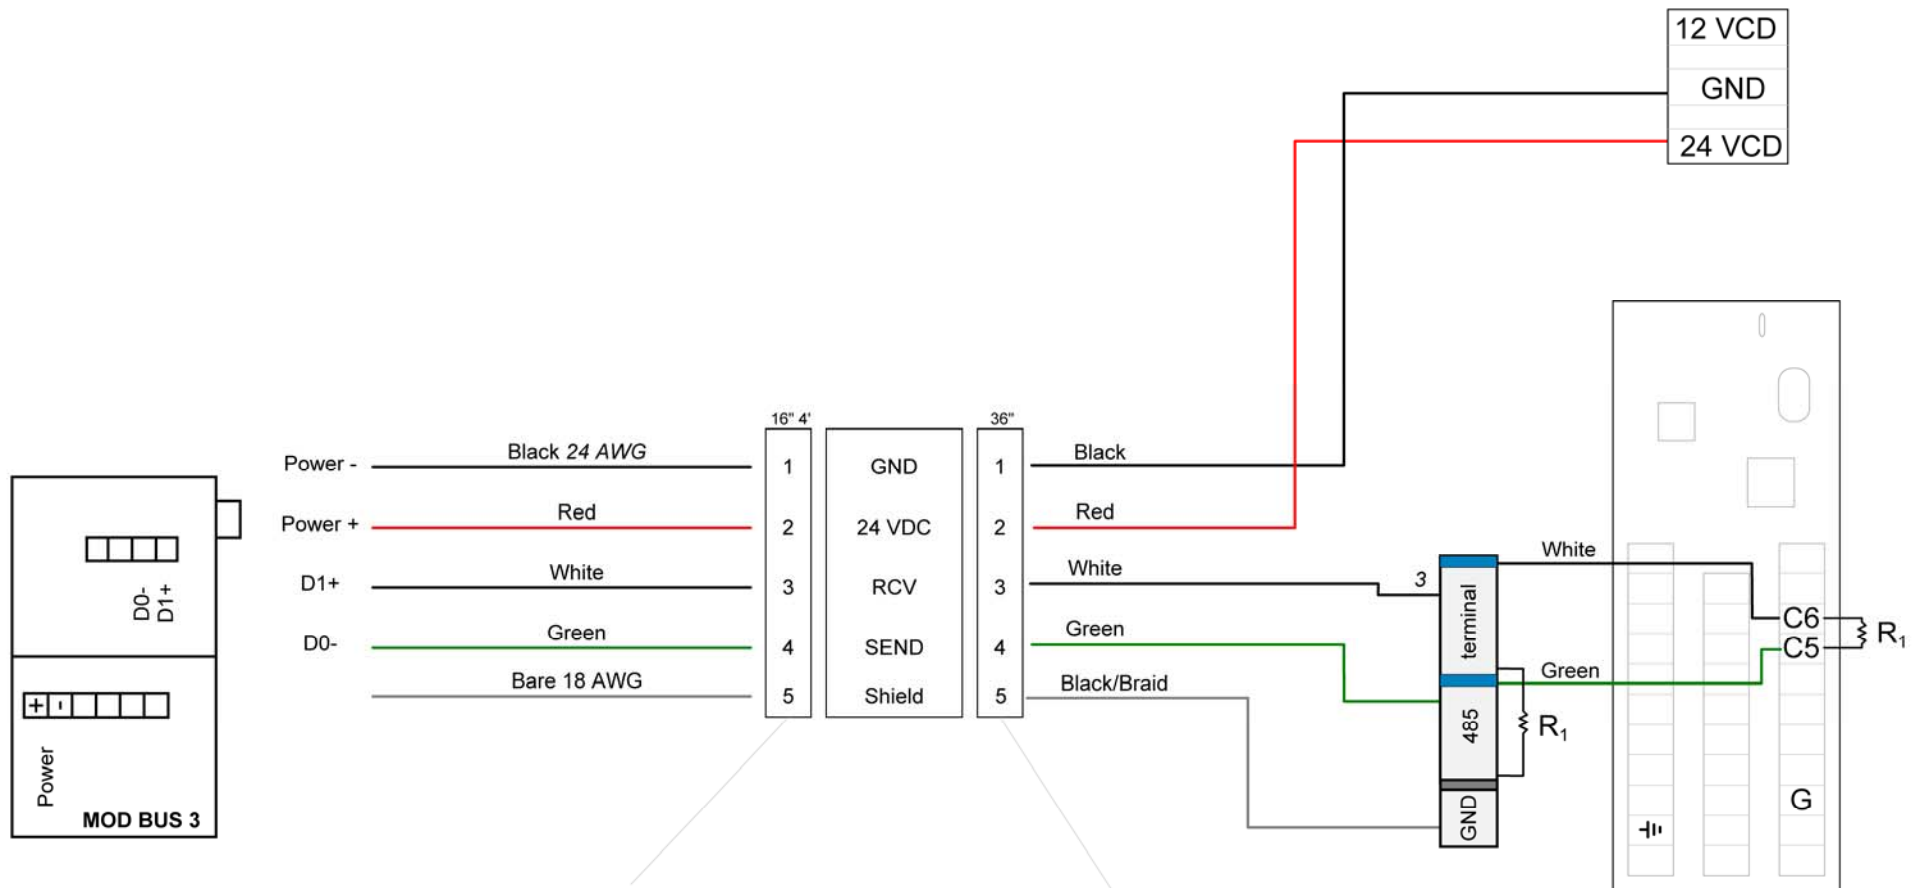 12 VCD
GND
24 VCD
16" 4'
36"
Power -
Black 24 AWG
1
GND
1
Black
Power +
Red
2
24 VDC
2
Red
D1+
White
3
RCV
3
White
3
White
D0-
Green
4
SEND
4
Green
Green
Bare 18 AWG
5
Shield
5
Black/Braid
terminal
485
GND
R1
C6
C5
R1
G
D0-
D1+
+
-
Power
MOD BUS 3